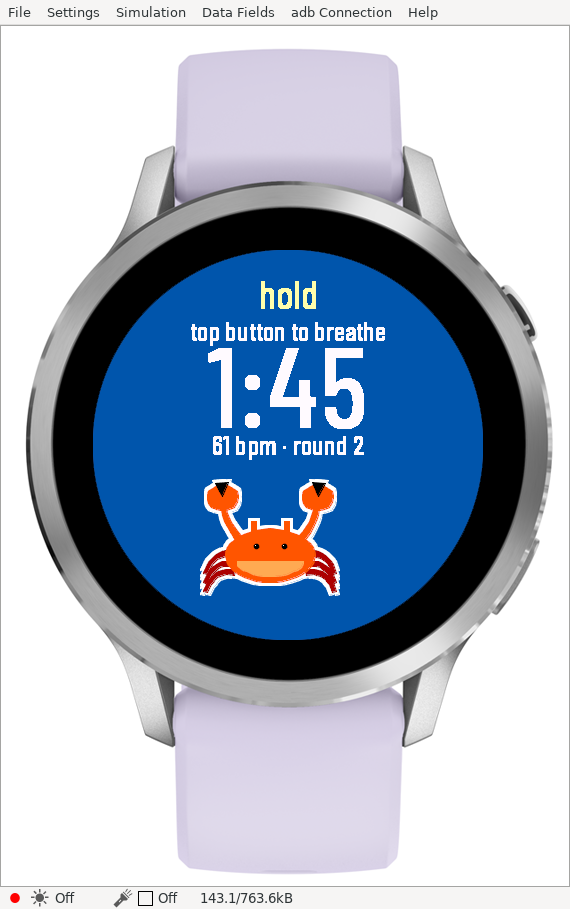 File Settings Simulation Data Fields adb Connection Help
hold
top button to breathe
1:45
61 bpm · round 2
Off Off 143.1/763.6kB